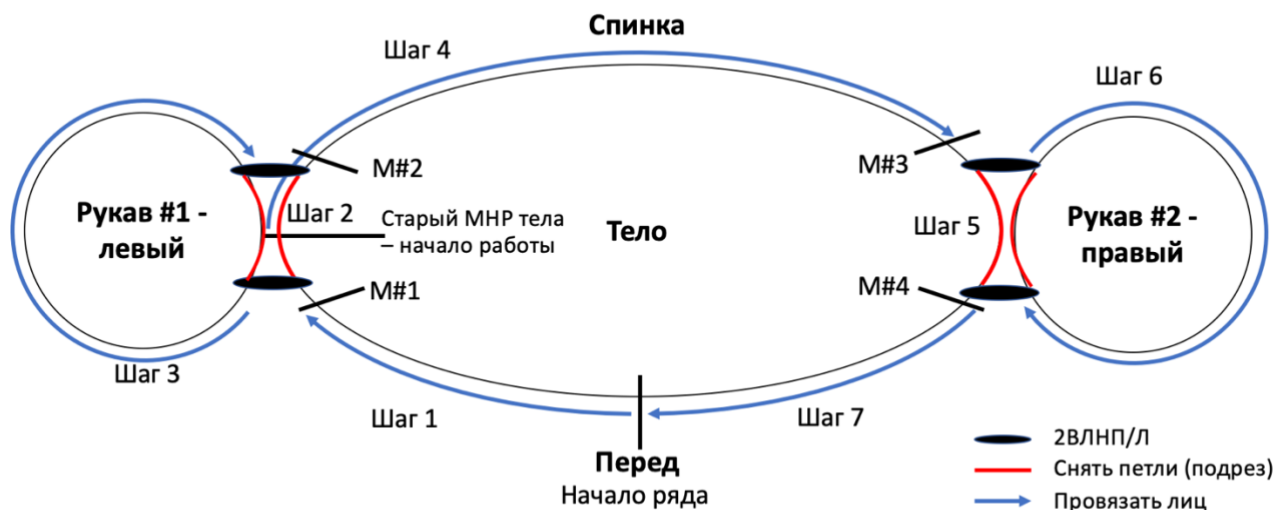 Спинка
Шаг 4
Шаг 6
М#2
М#3
Рукав #1 -
левый
Шаг 2
Старый МНР тела
– начало работы
Тело
Шаг 5
Рукав #2 -
правый
М#1
М#4
Шаг 3
Шаг 1
Шаг 7
Перед
Начало ряда
2ВЛНП/Л
Снять петли (подрез)
Провязать лиц